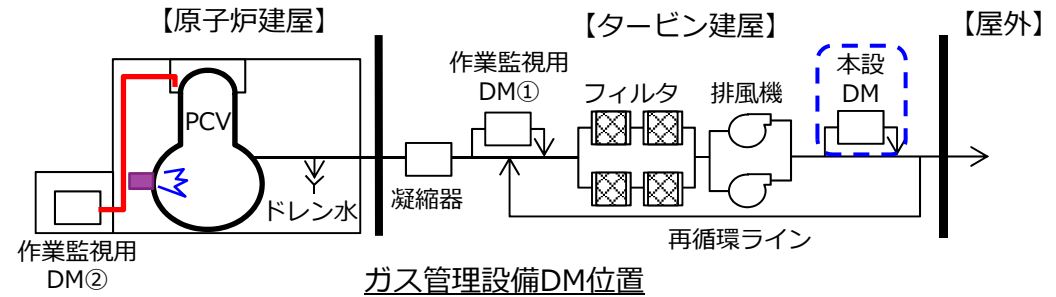 【原子炉建屋】
【タービン建屋】
【屋外】
作業監視用
DM①
フィルタ
排風機
本設
DM
PCV
ドレン水
凝縮器
再循環ライン
作業監視用
DM②
ガス管理設備DM位置